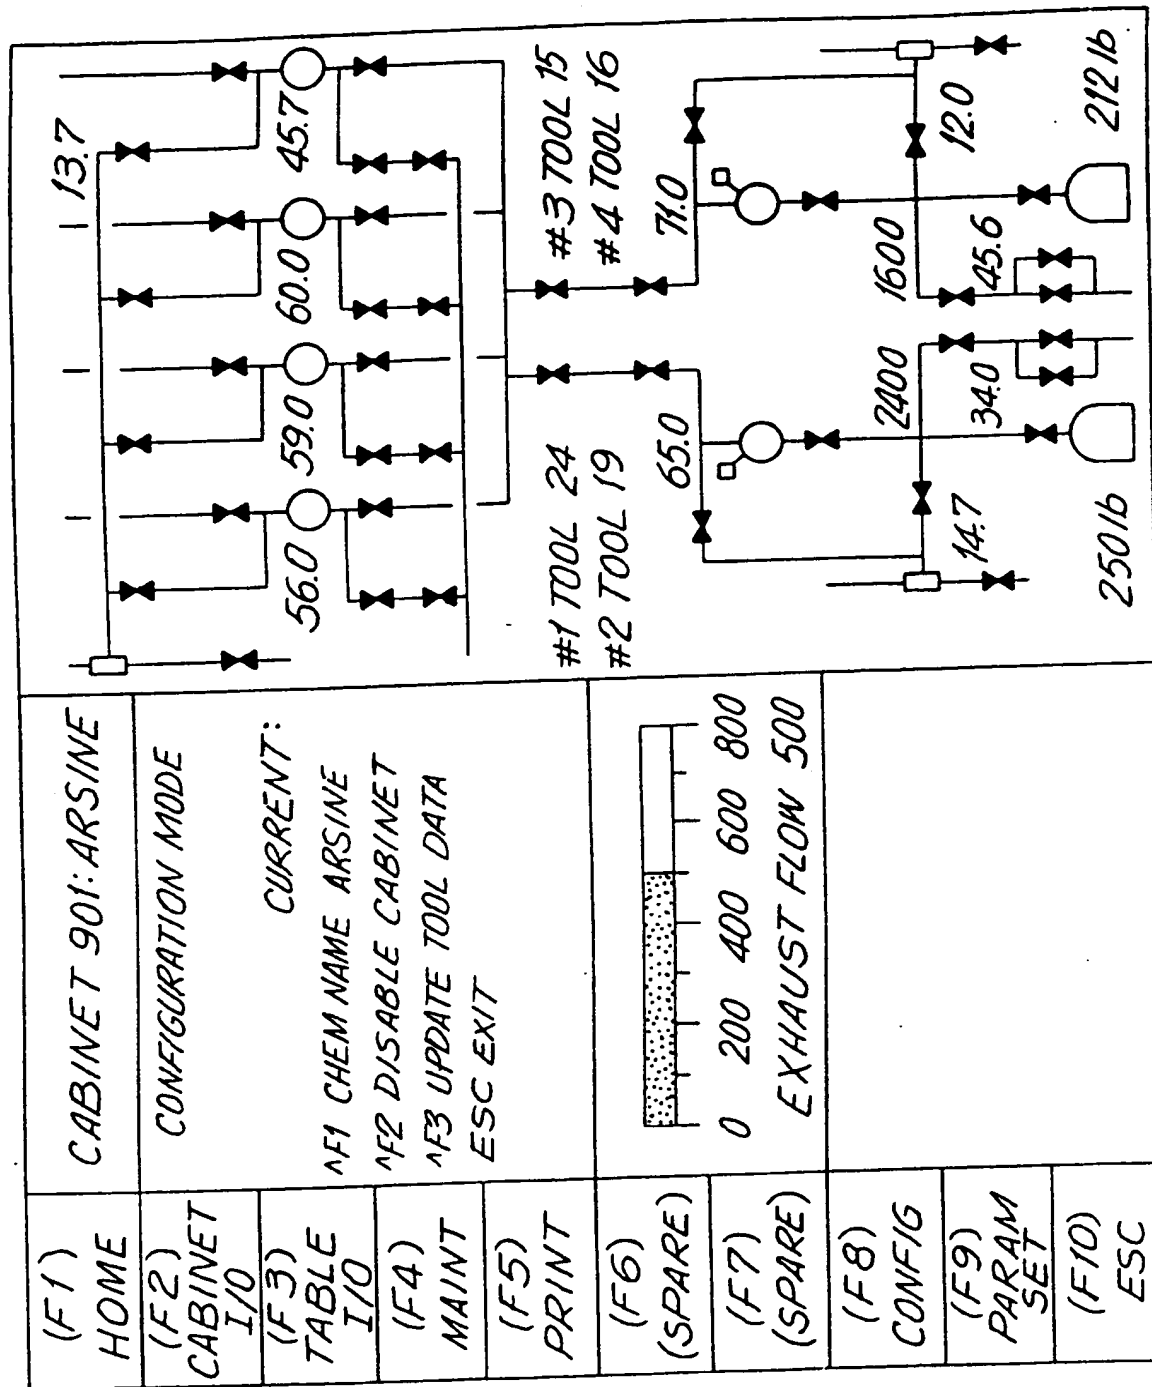 (F1)
HOME
(F2)
CABINET
I/O
(F3)
TABLE
I/O
(F4)
MAINT
(F5)
PRINT
(F6)
(SPARE)
(F7)
(SPARE)
(F8)
CONFIG
(F9)
PARAM
SET
(F10)
ESC
CABINET 901: ARSINE
CONFIGURATION MODE
CURRENT:
^F1 CHEM NAME ARSINE
^F2 DISABLE CABINET
^F3 UPDATE TOOL DATA
ESC EXIT
0 200 400 600 800
EXHAUST FLOW 500
13.7
56.0 59.0 60.0 45.7
#1 TOOL 24 #3 TOOL 15
#2 TOOL 19 #4 TOOL 16
65.0 71.0
2400 1600
14.7 34.0 45.6 12.0
250 lb 212 lb